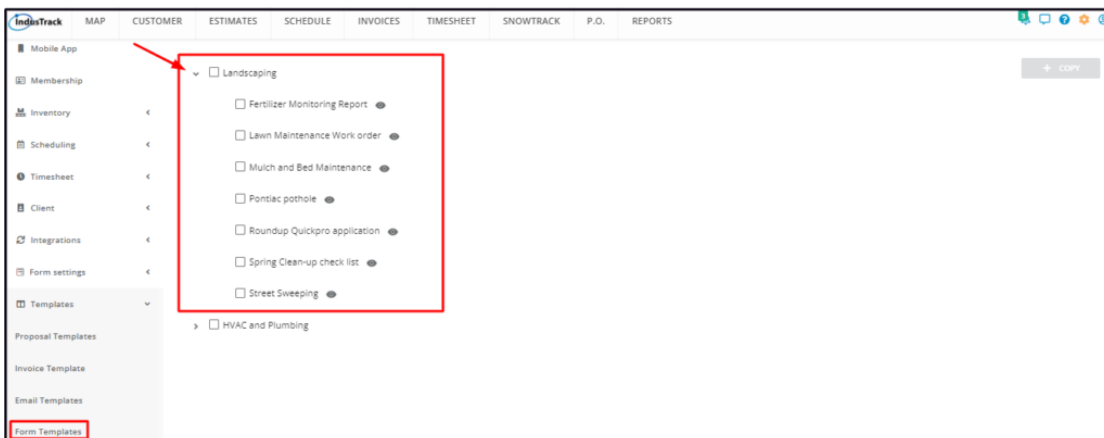 IndusTrack MAP CUSTOMER ESTIMATES SCHEDULE INVOICES TIMESHEET SNOWTRACK P.O. REPORTS 3
Mobile App
Membership
Inventory
Scheduling
Timesheet
Client
Integrations
Form settings
Templates
Proposal Templates
Invoice Template
Email Templates
Form Templates
Landscaping
Fertilizer Monitoring Report
Lawn Maintenance Work order
Mulch and Bed Maintenance
Pontiac pothole
Roundup Quickpro application
Spring Clean-up check list
Street Sweeping
HVAC and Plumbing
+ COPY